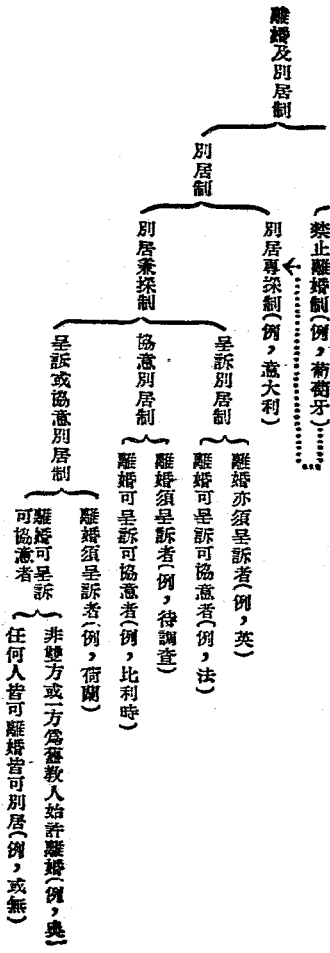 離婚及別居制
禁止離婚制(例，葡萄牙)
別居制
別居專採制(例，意大利)
別居兼採制
呈訴別居制
離婚亦須呈訴者(例，英)
離婚可呈訴可協意者(例，法)
協意別居制
離婚須呈訴者(例，待調查)
離婚可呈訴可協意者(例，比利時)
呈訴或協意別居制
離婚須呈訴者(例，荷蘭)
離婚可呈訴
可協意者
非雙方或一方爲舊教人始許離婚(例，奧)
任何人皆可離婚皆可別居(例，或無)